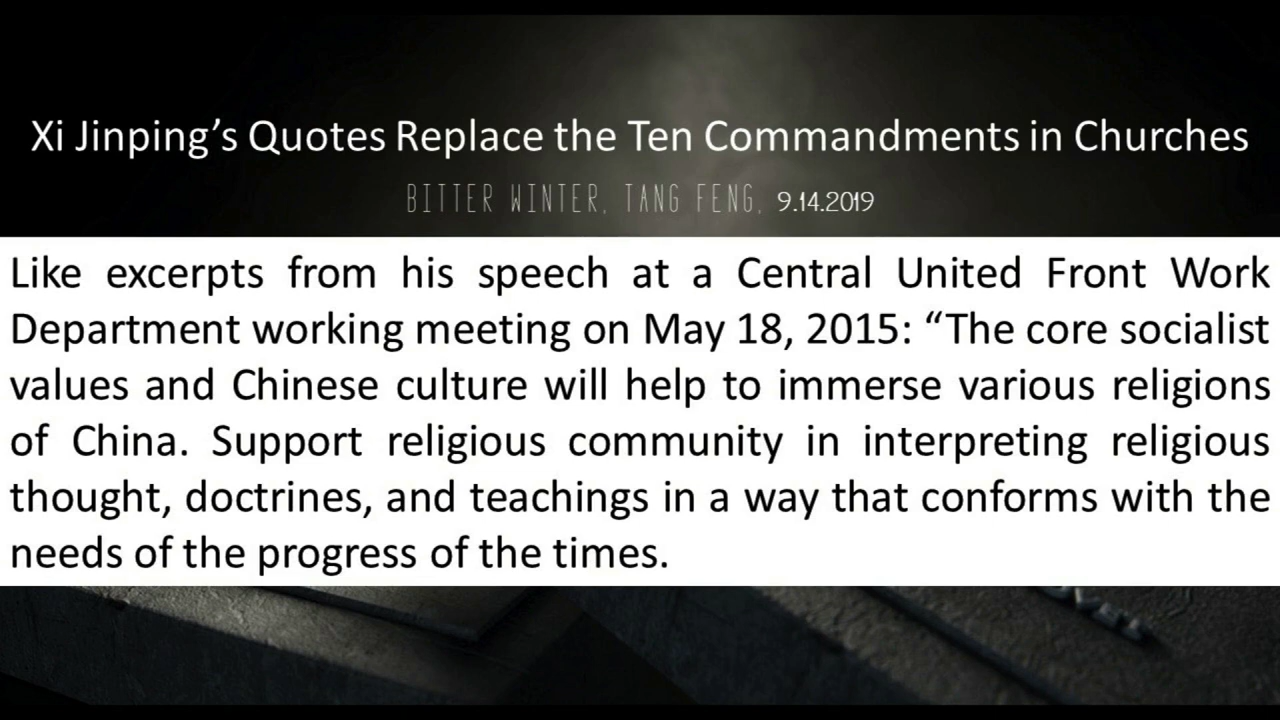 Xi Jinping’s Quotes Replace the Ten Commandments in Churches
BITTER WINTER, TANG FENG, 9.14.2019
Like excerpts from his speech at a Central United Front Work
Department working meeting on May 18, 2015: “The core socialist
values and Chinese culture will help to immerse various religions
of China. Support religious community in interpreting religious
thought, doctrines, and teachings in a way that conforms with the
needs of the progress of the times.